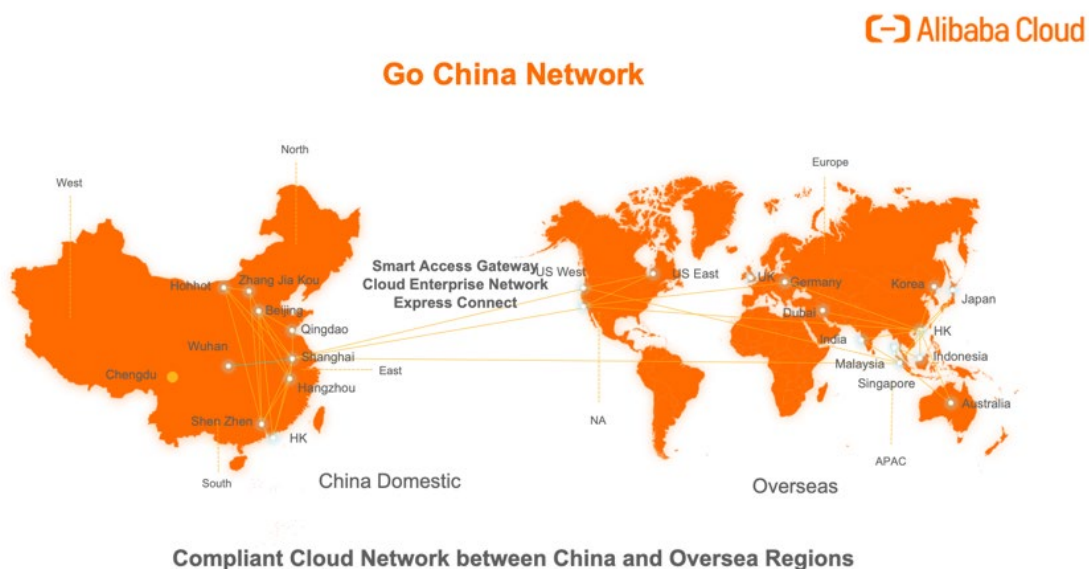 Alibaba Cloud
Go China Network
North
West
Europe
Smart Access Gateway
Cloud Enterprise Network
Express Connect
US West
US East
UK
Germany
Korea
Japan
Dubai
HK
India
Indonesia
Malaysia
Singapore
Australia
NA
APAC
Hohhot
Zhang Jia Kou
Beijing
Qingdao
Wuhan
Shanghai
East
Chengdu
Hangzhou
Shen Zhen
HK
South
China Domestic
Overseas
Compliant Cloud Network between China and Oversea Regions